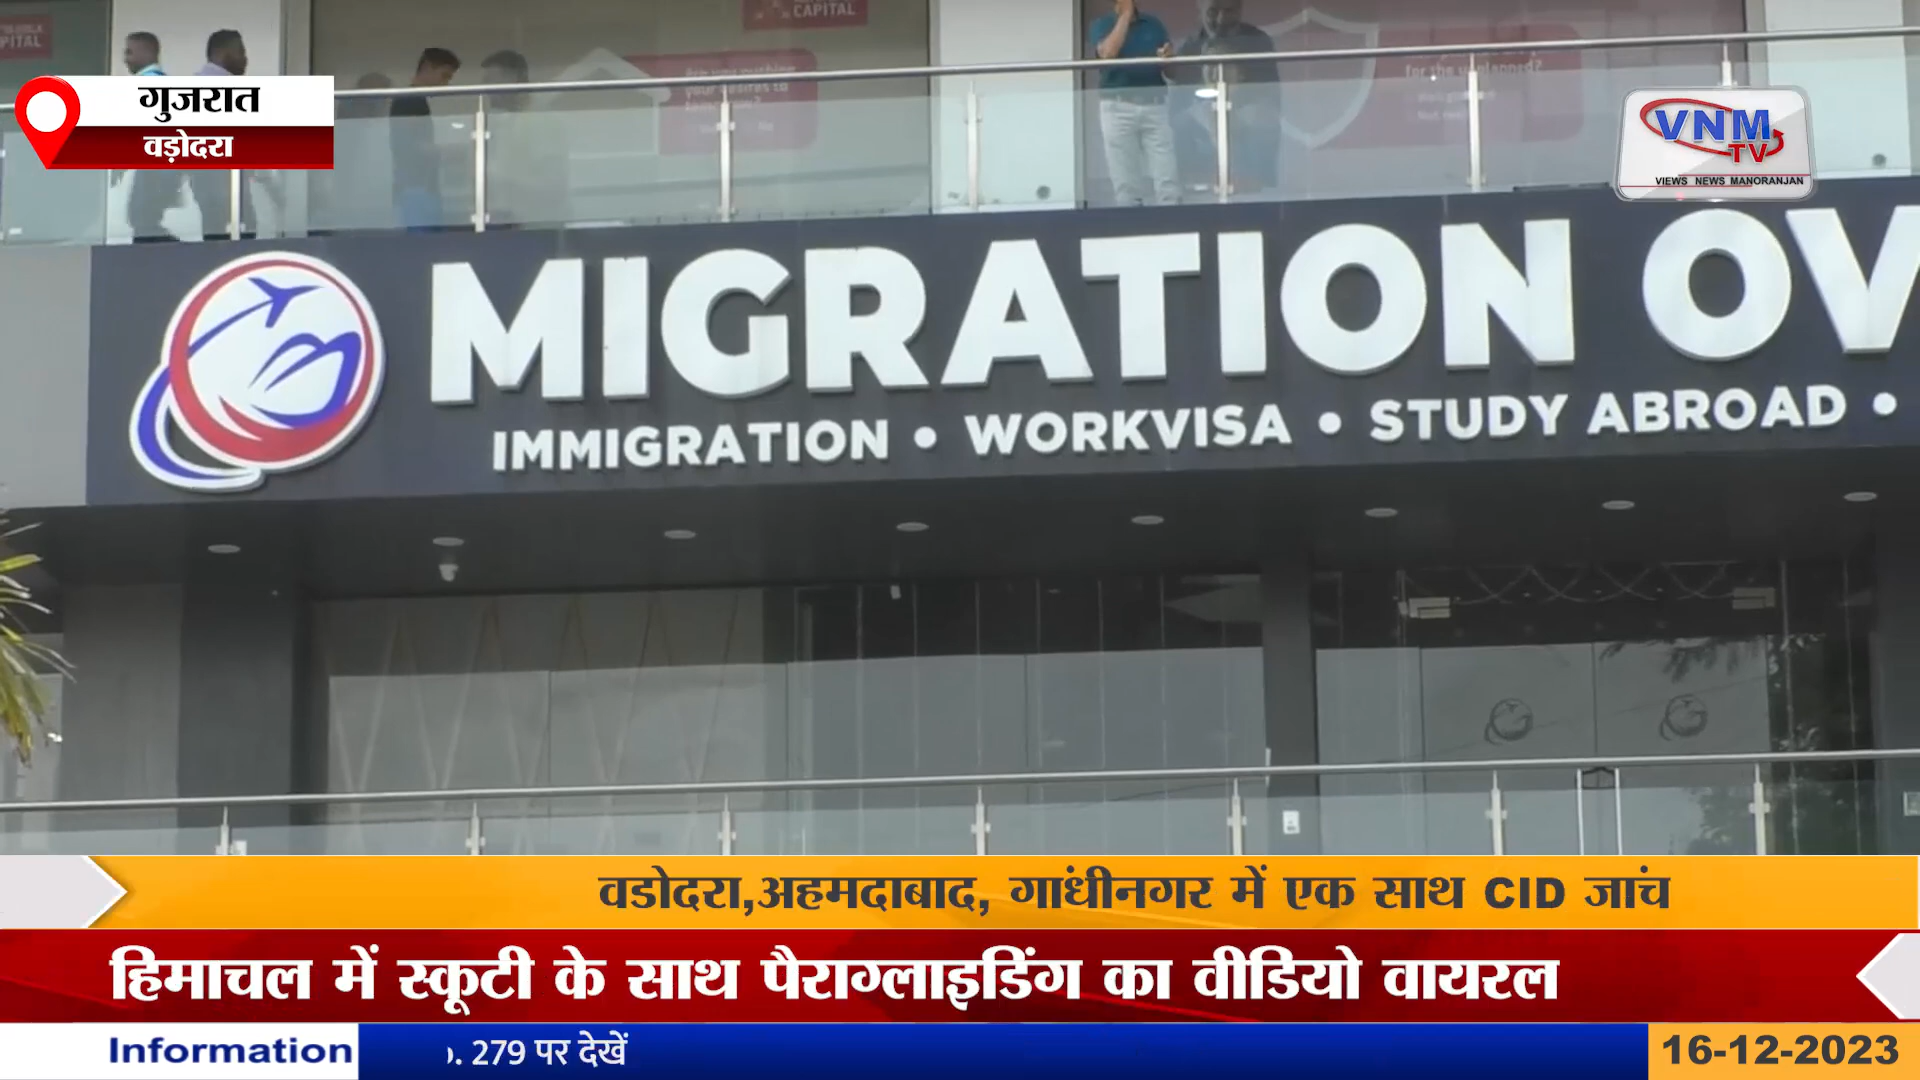 CAPITAL
PITAL
गुजरात
वड़ोदरा
VNM
TV
VIEWS NEWS MANORANJAN
MIGRATION OV
IMMIGRATION • WORKVISA • STUDY ABROAD •
वडोदरा,अहमदाबाद, गांधीनगर में एक साथ CID जांच
हिमाचल में स्कूटी के साथ पैराग्लाइडिंग का वीडियो वायरल
Information
. 279 पर देखें
16-12-2023